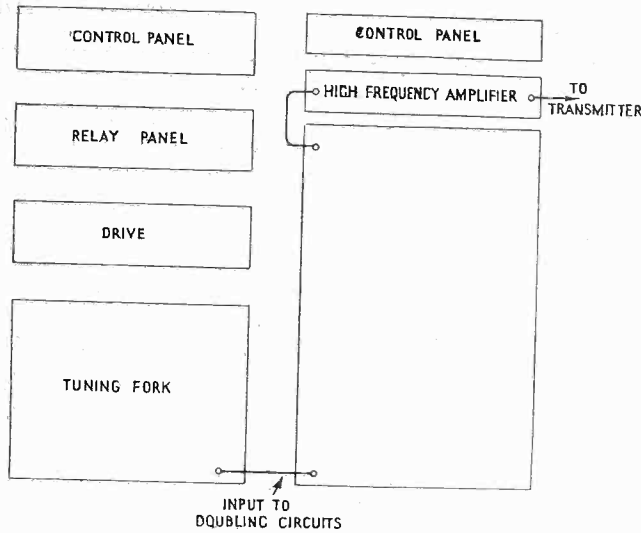 CONTROL PANEL
RELAY PANEL
DRIVE
TUNING FORK
CONTROL PANEL
HIGH FREQUENCY AMPLIFIER
TO
TRANSMITTER
INPUT TO
DOUBLING CIRCUITS